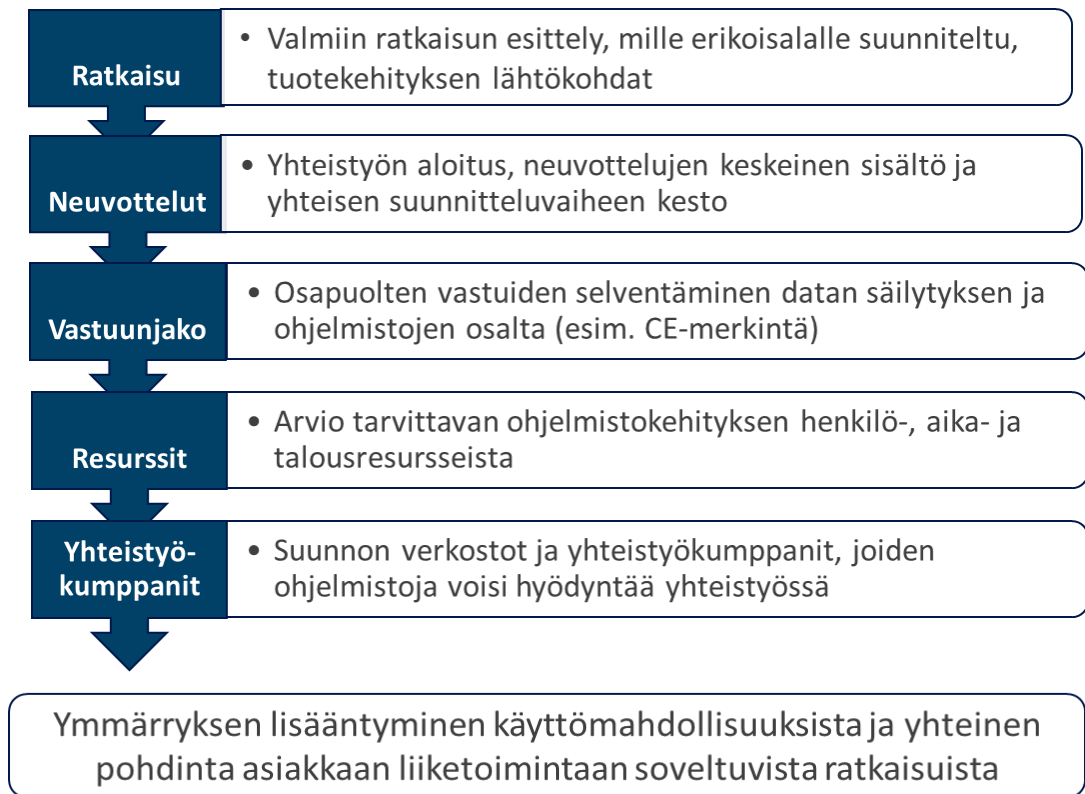 Ratkaisu
• Valmiin ratkaisun esittely, mille erikoisalalle suunniteltu,
tuotekehityksen lähtökohdat
Neuvottelut
• Yhteistyön aloitus, neuvottelujen keskeinen sisältö ja
yhteisen suunnitteluvaiheen kesto
Vastuunjako
• Osapuolten vastuiden selventäminen datan säilytyksen ja
ohjelmistojen osalta (esim. CE-merkintä)
Resurssit
• Arvio tarvittavan ohjelmistokehityksen henkilö-, aika- ja
talousresursseista
Yhteistyö-
kumppanit
• Suunnon verkostot ja yhteistyökumppanit, joiden
ohjelmistoja voisi hyödyntää yhteistyössä
Ymmärryksen lisääntyminen käyttömahdollisuuksista ja yhteinen
pohdinta asiakkaan liiketoimintaan soveltuvista ratkaisuista